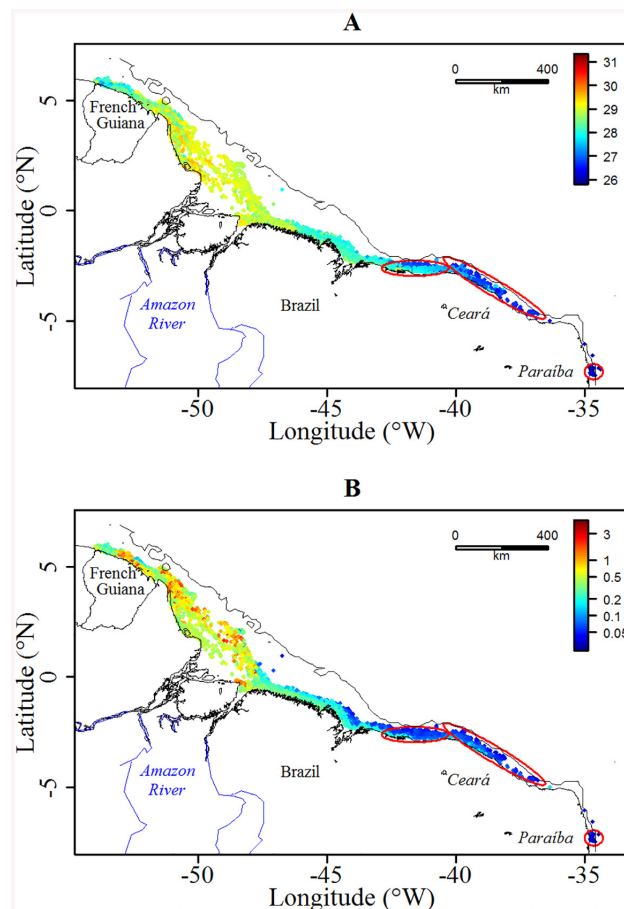 A
0 400
km
31
30
29
28
27
26
5
0
-5
Latitude (°N)
French
Guiana
Amazon
River
Brazil
Ceará
Paraíba
-50 -45 -40 -35
Longitude (°W)
B
0 400
km
3
1
0.5
0.2
0.1
0.05
5
0
-5
Latitude (°N)
French
Guiana
Amazon
River
Brazil
Ceará
Paraíba
-50 -45 -40 -35
Longitude (°W)